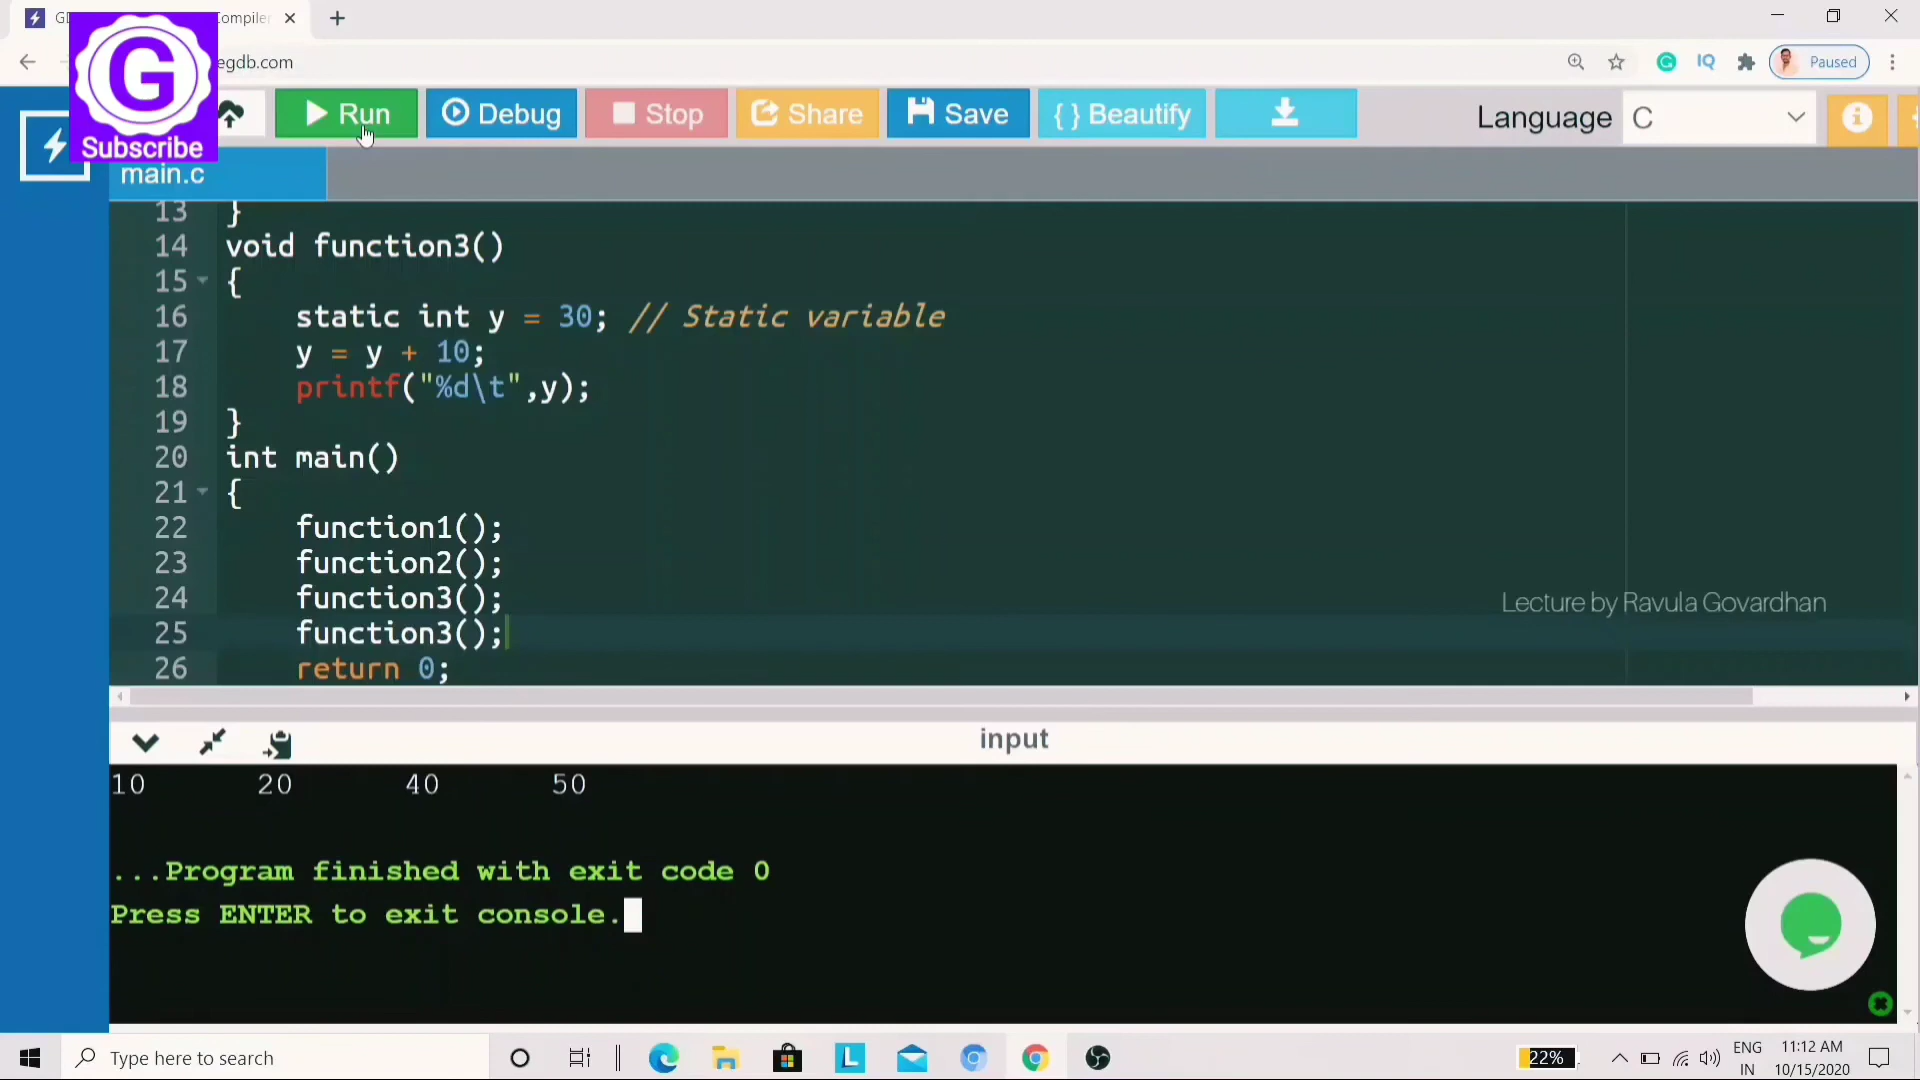 GD
Compiler
egdb.com
Paused
G
Subscribe
Run
Debug
Stop
Share
Save
{ } Beautify
Language
C
main.c
13 }
14 void function3()
15 {
16 static int y = 30; // Static variable
17 y = y + 10;
18 printf("%d\t",y);
19 }
20 int main()
21 {
22 function1();
23 function2();
24 function3();
25 function3();
26 return 0;
Lecture by Ravula Govardhan
input
10 20 40 50
...Program finished with exit code 0
Press ENTER to exit console.
Type here to search
22%
ENG
IN
11:12 AM
10/15/2020